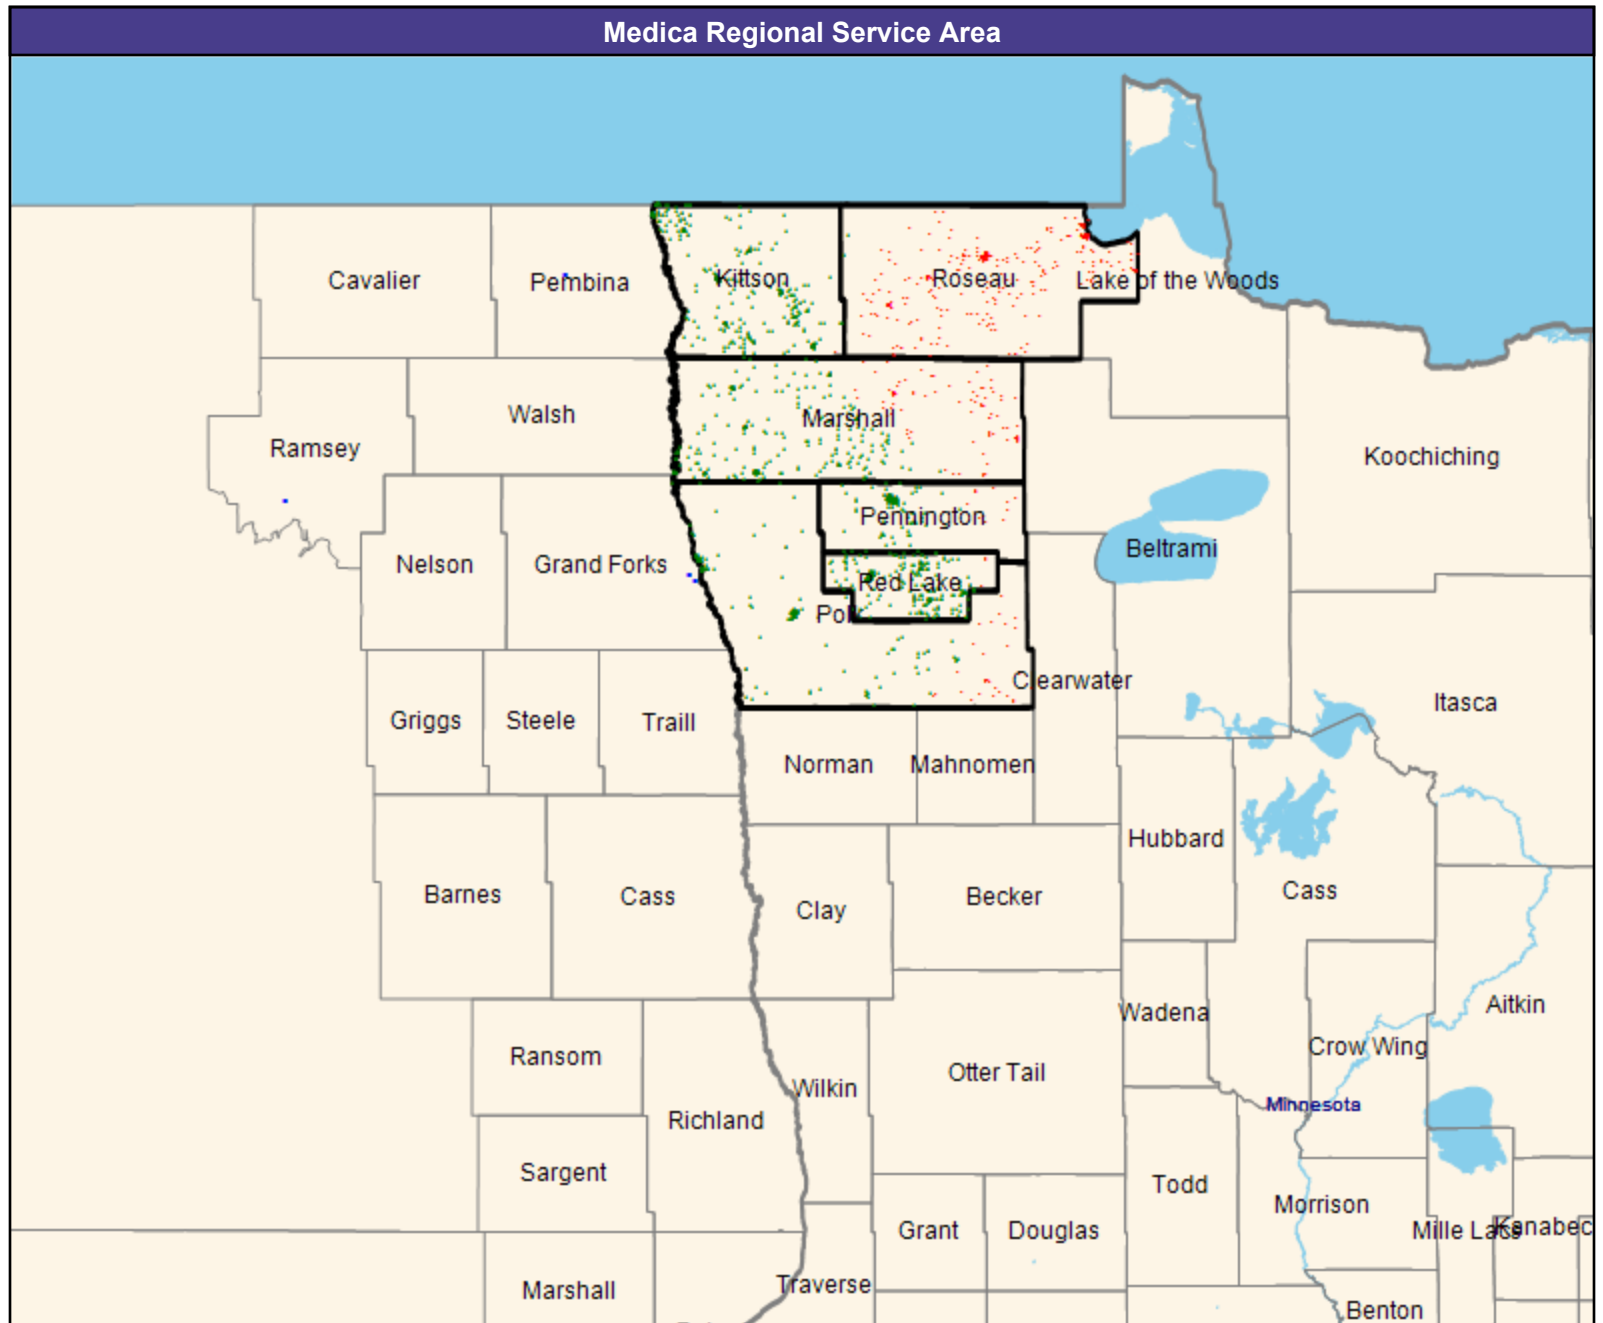 Medica Regional Service Area
Cavalier
Pembina
Kittson
Roseau
Lake of the Woods
Walsh
Ramsey
Marshall
Koochiching
Nelson
Grand Forks
Pennington
Red Lake
Polk
Beltrami
Clearwater
Itasca
Griggs
Steele
Traill
Norman
Mahnomen
Hubbard
Cass
Barnes
Cass
Clay
Becker
Wadena
Aitkin
Crow Wing
Ransom
Otter Tail
Wilkin
Minnesota
Richland
Sargent
Todd
Morrison
Grant
Douglas
Mille Lacs
Kanabec
Marshall
Traverse
Benton